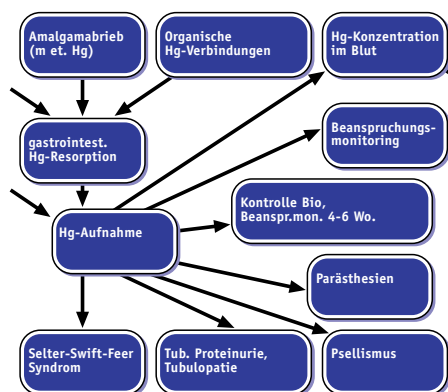 Amalgamabrieb
(m et. Hg)
Organische
Hg-Verbindungen
Hg-Konzentration
im Blut
gastrointest.
Hg-Resorption
Beanspruchungs-
monitoring
Hg-Aufnahme
Kontrolle Bio,
Beanspr.mon. 4-6 Wo.
Parästhesien
Selter-Swift-Feer
Syndrom
Tub. Proteinurie,
Tubulopatie
Psellismus